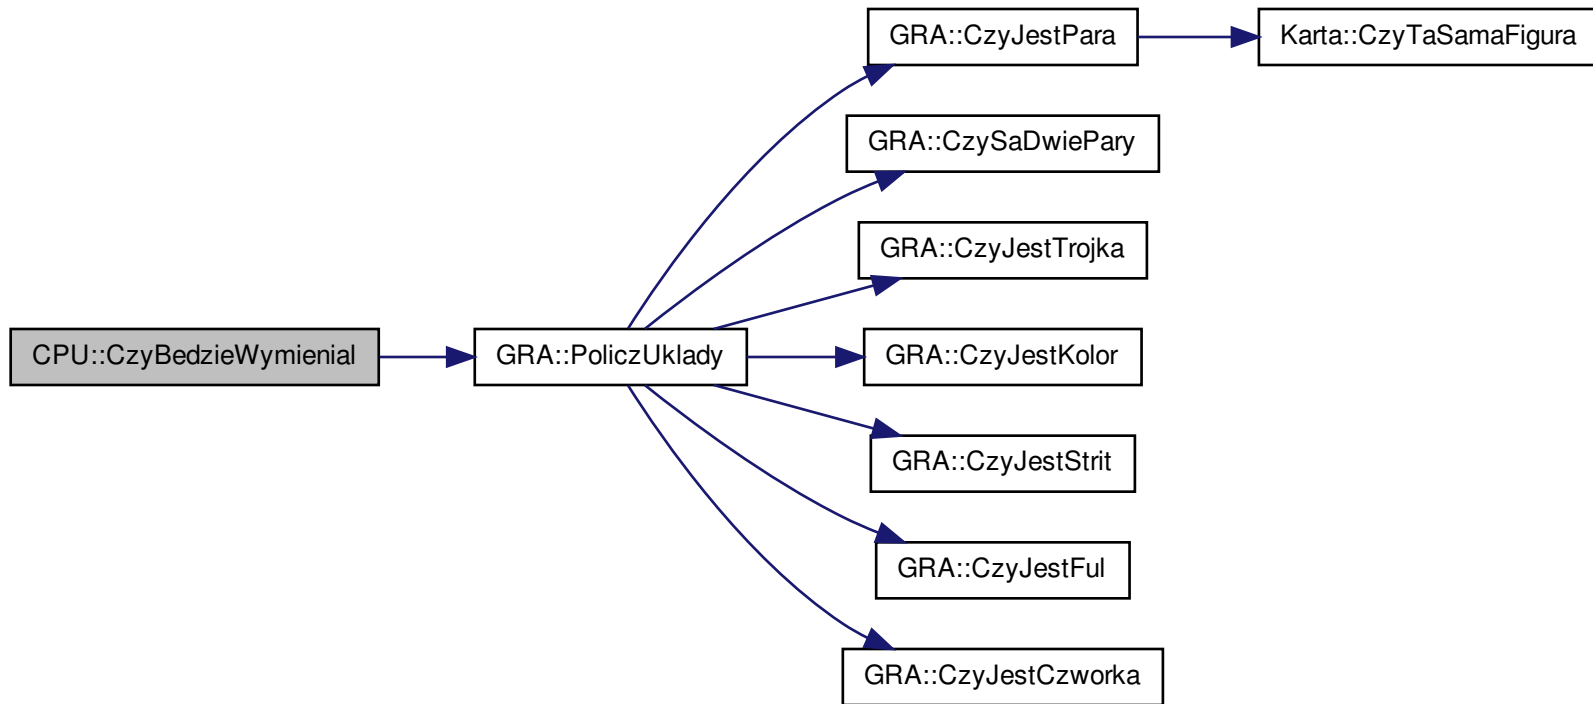 GRA::CzyJestPara
Karta::CzyTaSamaFigura
GRA::CzySaDwiePary
GRA::CzyJestTrojka
CPU::CzyBedzieWymienial
GRA::PoliczUklady
GRA::CzyJestKolor
GRA::CzyJestStrit
GRA::CzyJestFul
GRA::CzyJestCzworka